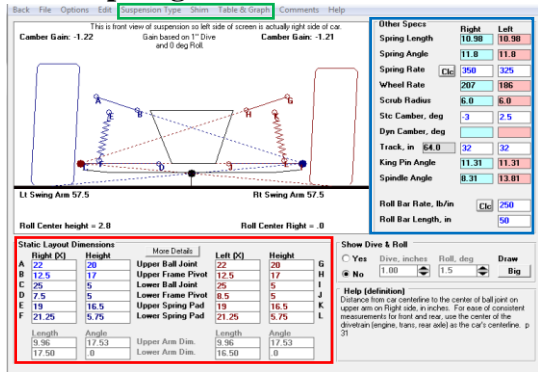 Back File Options Edit Suspension Type Shim Table & Graph Comments Help
This is front view of suspension so left side of screen is actually right side of car.
Camber Gain: -1.22 Gain based on 1" Dive Camber Gain: -1.21
and 0 deg Roll.
A G
B H
E K
F L
C D J I
Lt Swing Arm 57.5 Rt Swing Arm 57.5
Roll Center height = 2.8 Roll Center Right = .0
Other Specs
Right Left
Spring Length 10.98 10.98
Spring Angle 11.8 11.8
Spring Rate Clc 350 325
Wheel Rate 207 186
Scrub Radius 6.0 6.0
Stc Camber, deg -3 2.5
Dyn Camber, deg
Track, in 64.0 32 32
King Pin Angle 11.31 11.31
Spindle Angle 8.31 13.81
Roll Bar Rate, lb/in Clc 250
Roll Bar Length, in 50
Static Layout Dimensions More Details
Right (X) Height Left (X) Height
A 22 20 Upper Ball Joint 22 20 G
B 12.5 17 Upper Frame Pivot 12.5 17 H
C 25 5 Lower Ball Joint 25 5 I
D 7.5 5 Lower Frame Pivot 8.5 5 J
E 19 16.5 Upper Spring Pad 19 16.5 K
F 21.25 5.75 Lower Spring Pad 21.25 5.75 L
Length Angle Length Angle
9.96 17.53 Upper Arm Dim. 9.96 17.53
17.50 .0 Lower Arm Dim. 16.50 .0
Show Dive & Roll
Yes Dive, inches Roll, deg Draw
No 1.00 1.5 Big
Help (definition)
Distance from car centerline to the center of ball joint on
upper arm on Right side, in inches. For ease of consistent
measurements for front and rear, use the center of the
drivetrain (engine, trans, rear axle) as the car's centerline. p
31